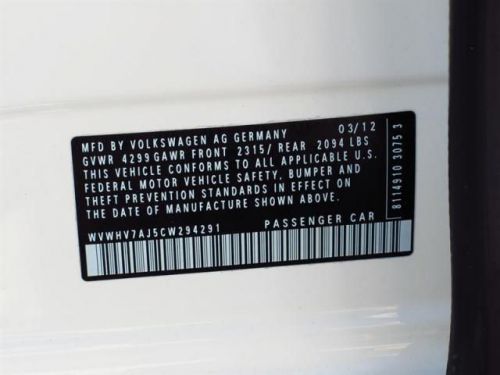 MFD BY VOLKSWAGEN AG GERMANY 03/12
GVWR 4299 GAWR FRONT 2315/ REAR 2094 LBS
THIS VEHICLE CONFORMS TO ALL APPLICABLE U.S.
FEDERAL MOTOR VEHICLE SAFETY, BUMPER AND
THEFT PREVENTION STANDARDS IN EFFECT ON
THE DATE OF MANUFACTURE SHOWN ABOVE.
WVWHV7AJ5CW294291 PASSENGER CAR
8114910 3075 3